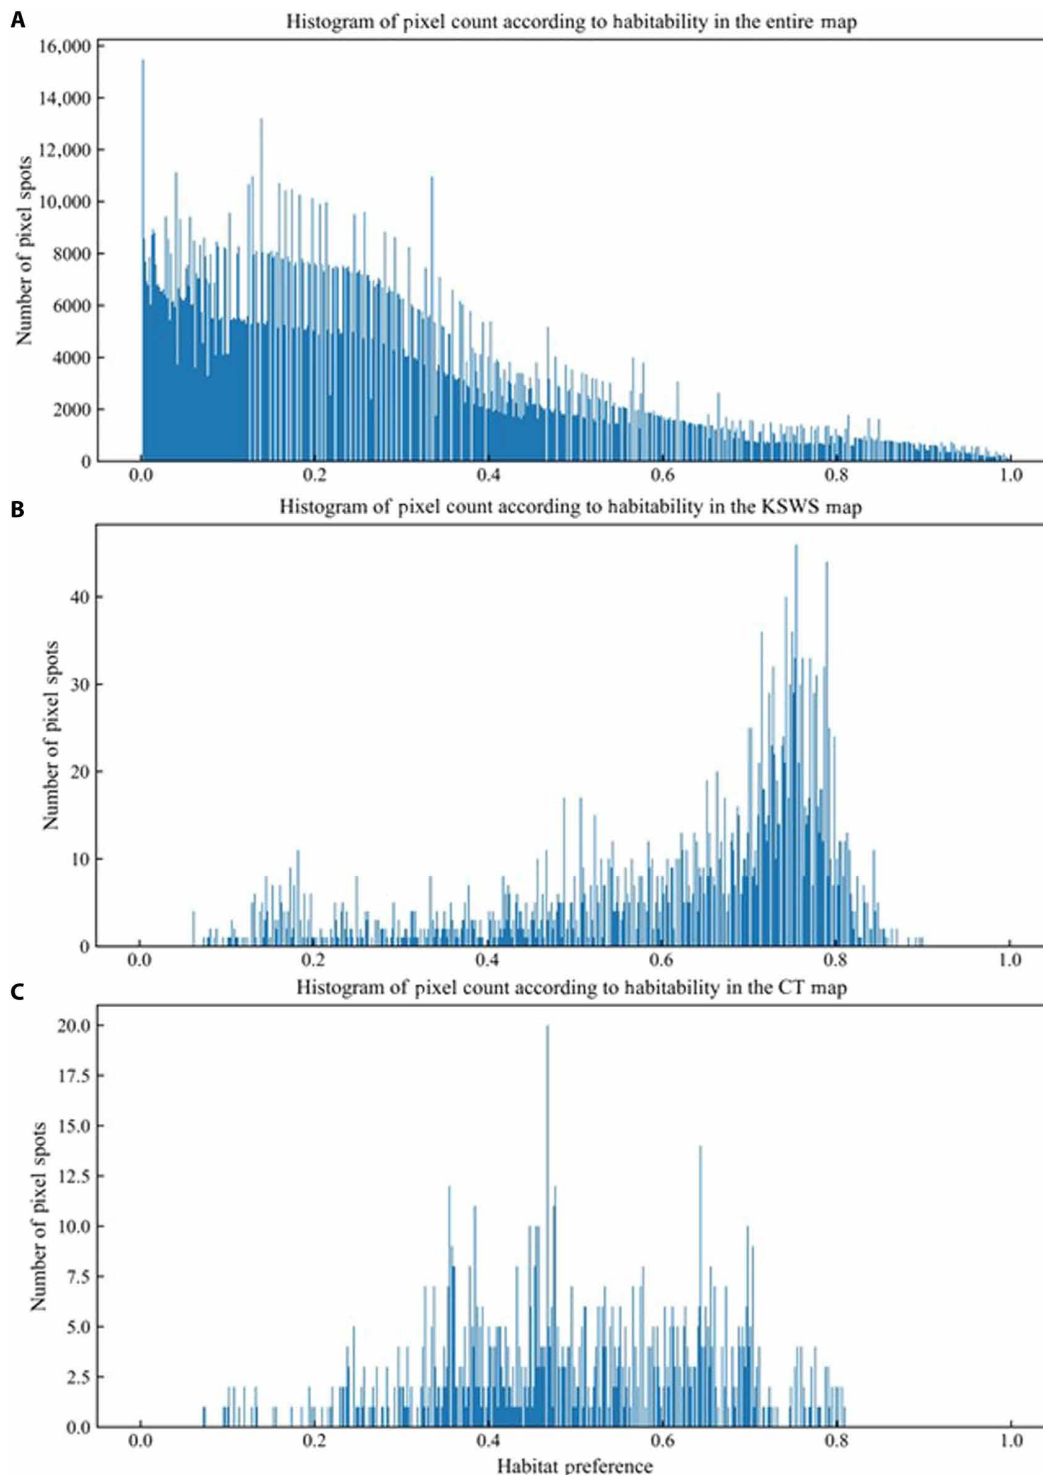 A
Histogram of pixel count according to habitability in the entire map
16,000
14,000
12,000
10,000
8000
6000
4000
2000
0
Number of pixel spots
0.0 0.2 0.4 0.6 0.8 1.0
B
Histogram of pixel count according to habitability in the KSWS map
40
30
20
10
0
Number of pixel spots
0.0 0.2 0.4 0.6 0.8 1.0
C
Histogram of pixel count according to habitability in the CT map
20.0
17.5
15.0
12.5
10.0
7.5
5.0
2.5
0.0
Number of pixel spots
0.0 0.2 0.4 0.6 0.8 1.0
Habitat preference